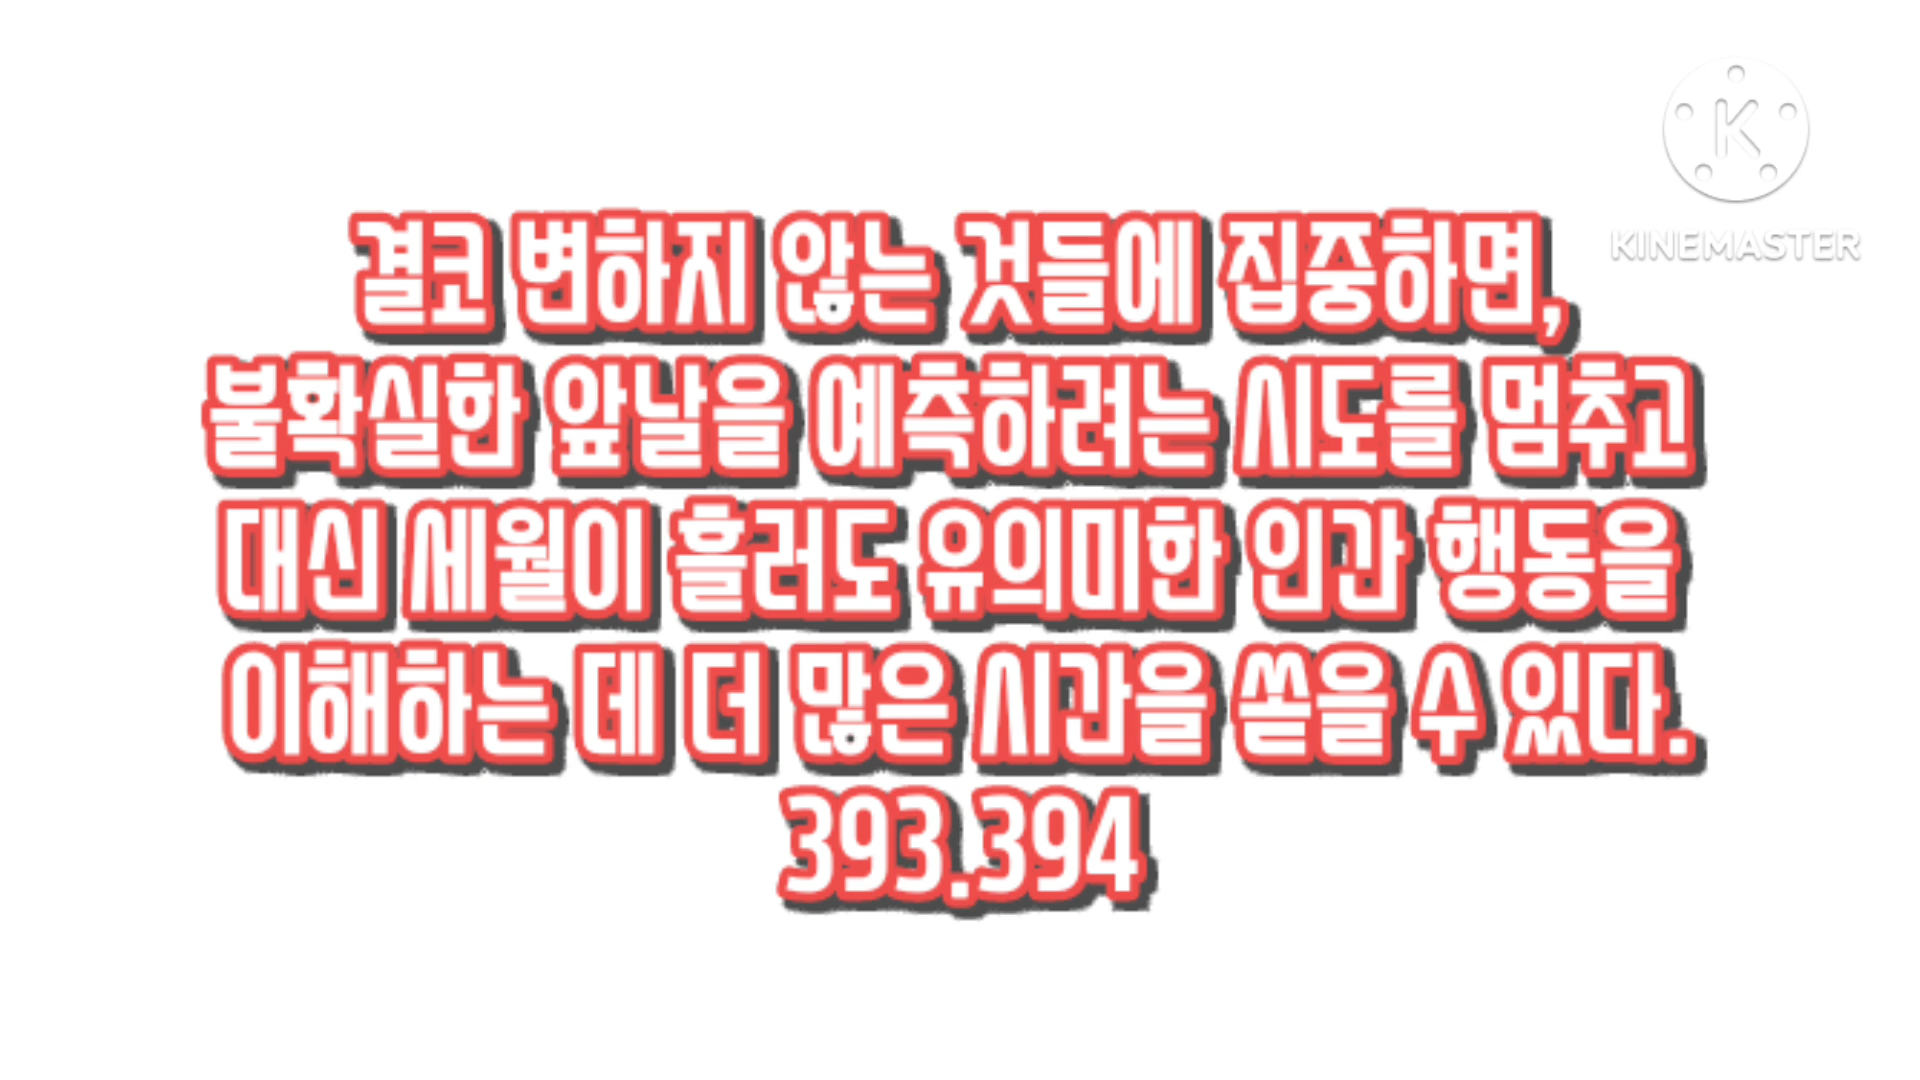 KINEMASTER
결코 변하지 않는 것들에 집중하면,
불확실한 앞날을 예측하려는 시도를 멈추고
대신 세월이 흘러도 유의미한 인간 행동을
이해하는 데 더 많은 시간을 쏟을 수 있다.
393.394